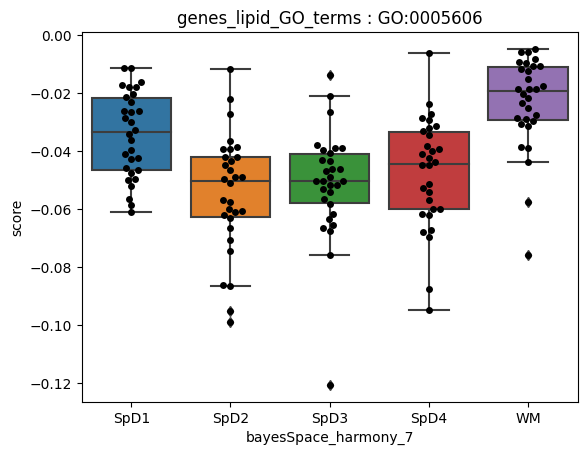 genes_lipid_GO_terms : GO:0005606
0.00
−0.02
−0.04
−0.06
−0.08
−0.10
−0.12
score
SpD1 SpD2 SpD3 SpD4 WM
bayesSpace_harmony_7